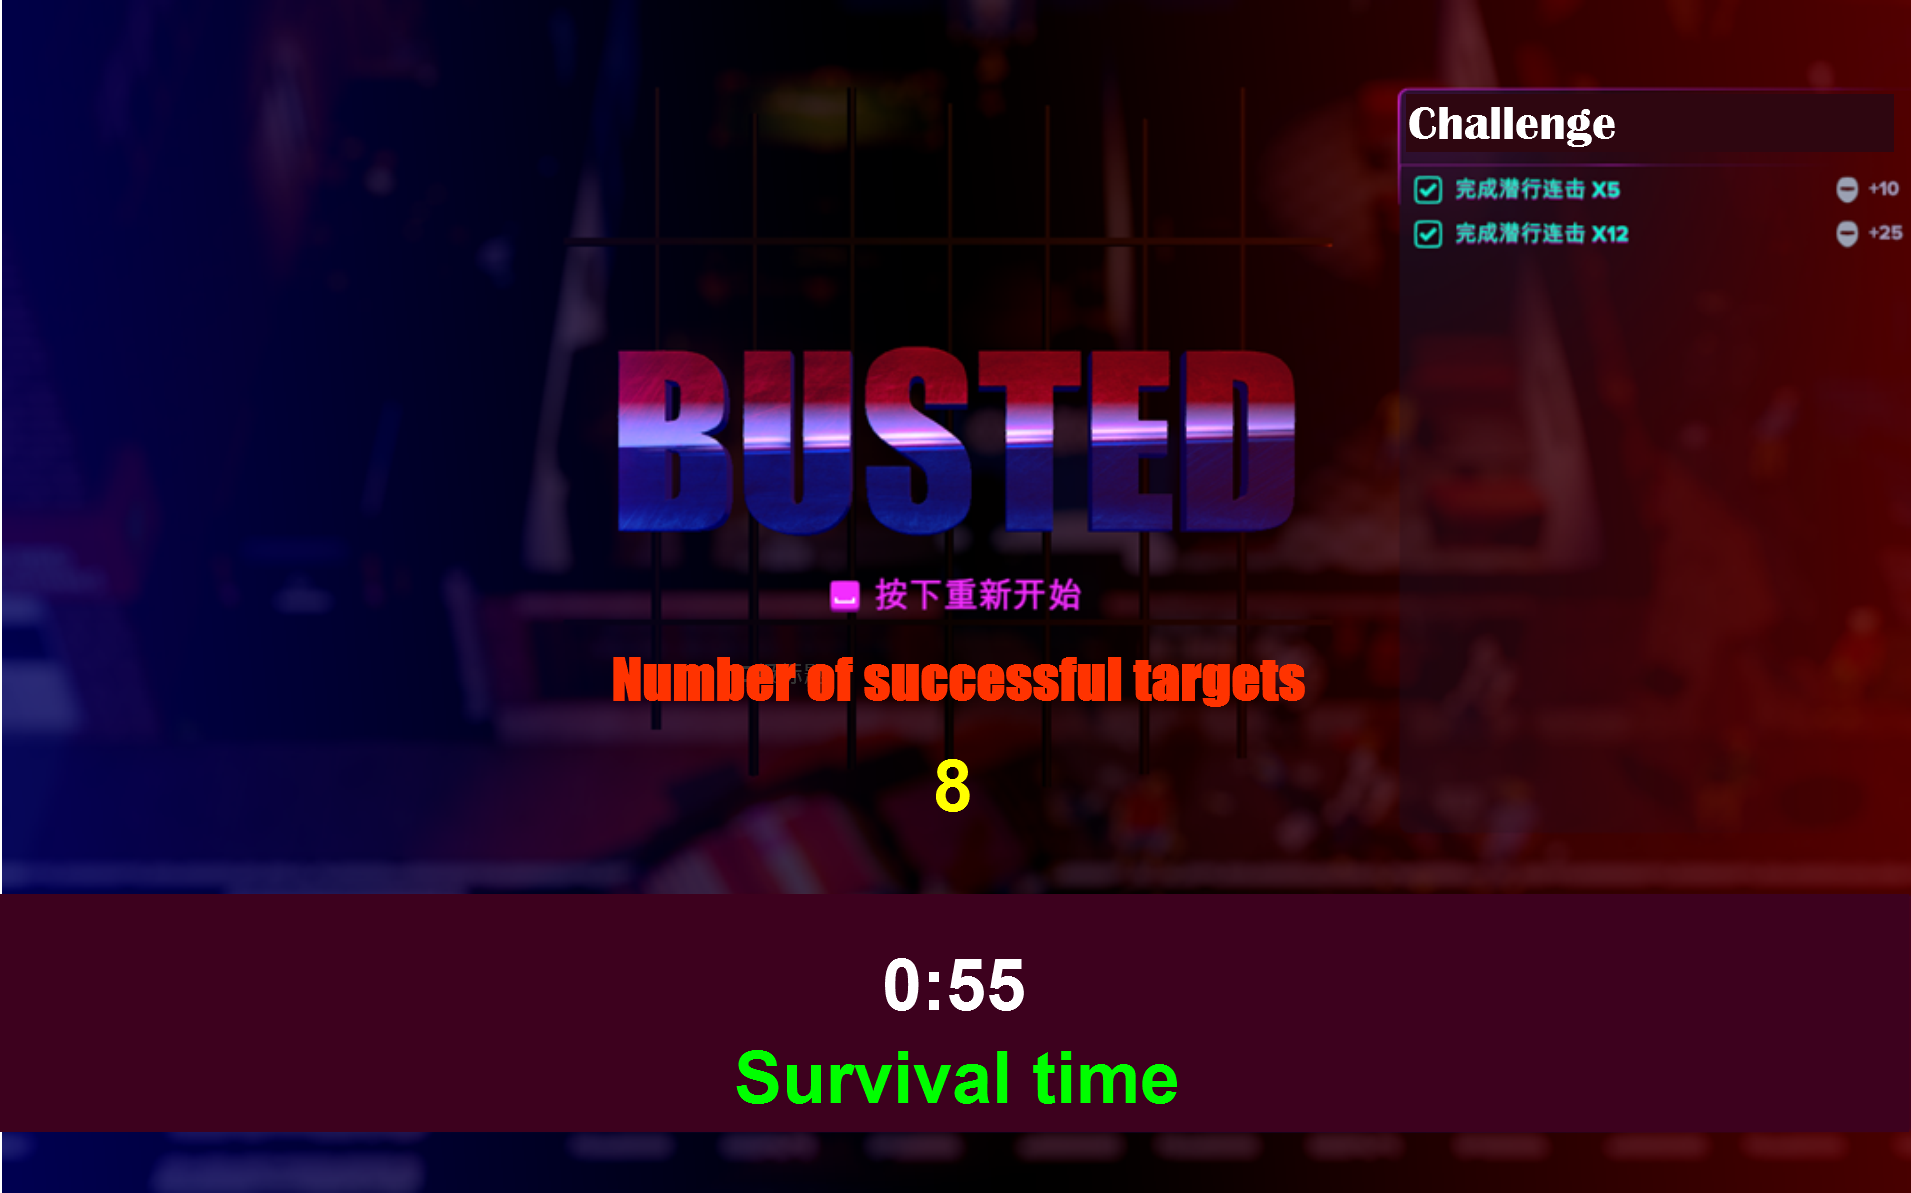 Challenge
完成潜行连击 X5
+10
完成潜行连击 X12
+25
BUSTED
按下重新开始
Number of successful targets
8
0:55
Survival time